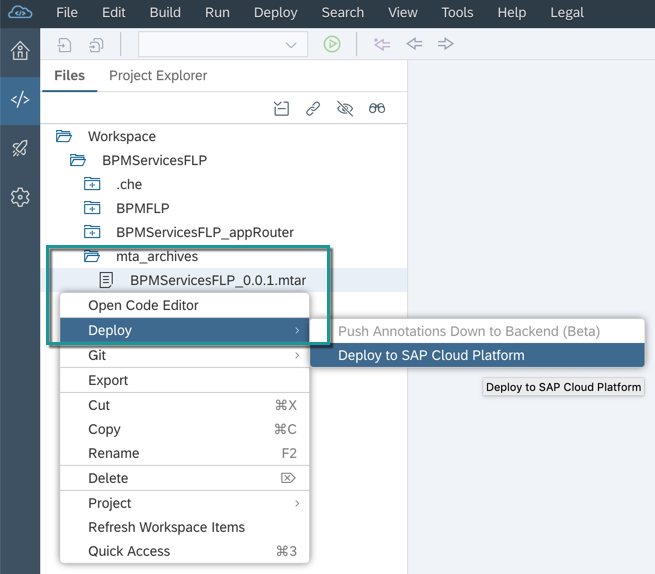 File Edit Build Run Deploy Search View Tools Help Legal
Files Project Explorer
Workspace
BPMServicesFLP
.che
BPMFLP
BPMServicesFLP_appRouter
mta_archives
BPMServicesFLP_0.0.1.mtar
Open Code Editor
Deploy
Push Annotations Down to Backend (Beta)
Git
Deploy to SAP Cloud Platform
Export
Deploy to SAP Cloud Platform
Cut ⌘X
Copy ⌘C
Rename F2
Delete
Project
Refresh Workspace Items
Quick Access ⌘3